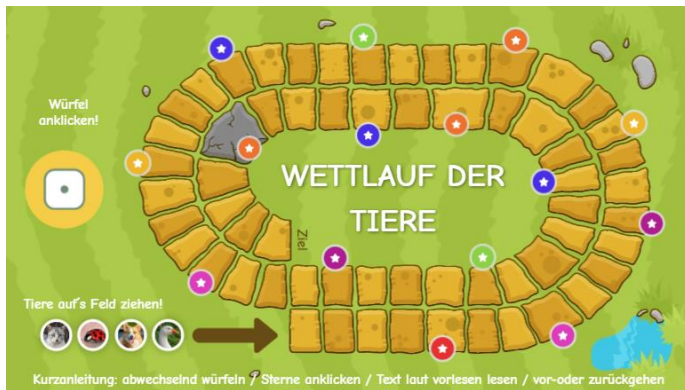 Würfel
anklicken!
WETTLAUF DER
TIERE
Ziel
Tiere auf's Feld ziehen!
Kurzanleitung: abwechselnd würfeln / Sterne anklicken / Text laut vorlesen lesen / vor-oder zurückgehen